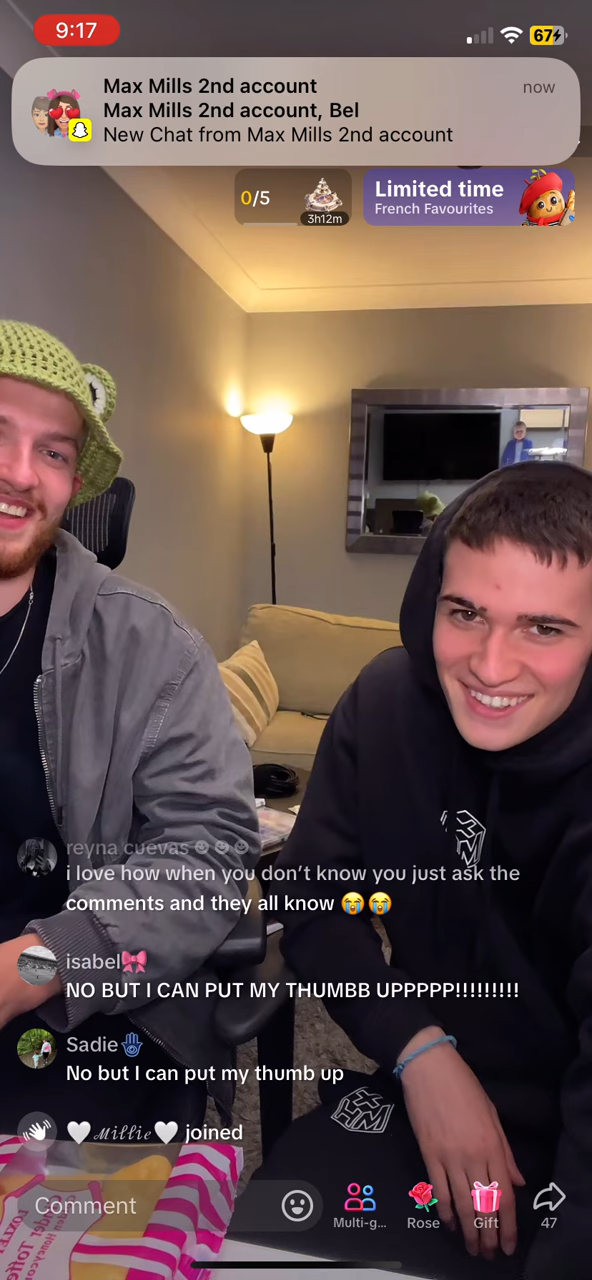 9:17
67
Max Mills 2nd account
now
Max Mills 2nd account, Bel
New Chat from Max Mills 2nd account
0/5
3h12m
Limited time
French Favourites
reyna cuevas
i love how when you don't know you just ask the
comments and they all know 😭😭
isabel🎀
NO BUT I CAN PUT MY THUMBB UPPPPP!!!!!!!!!
Sadie🪬
No but I can put my thumb up
🤍𝓜𝓲𝓵𝓵𝓲𝓮🤍 joined
Comment
Multi-g...
Rose
Gift
47